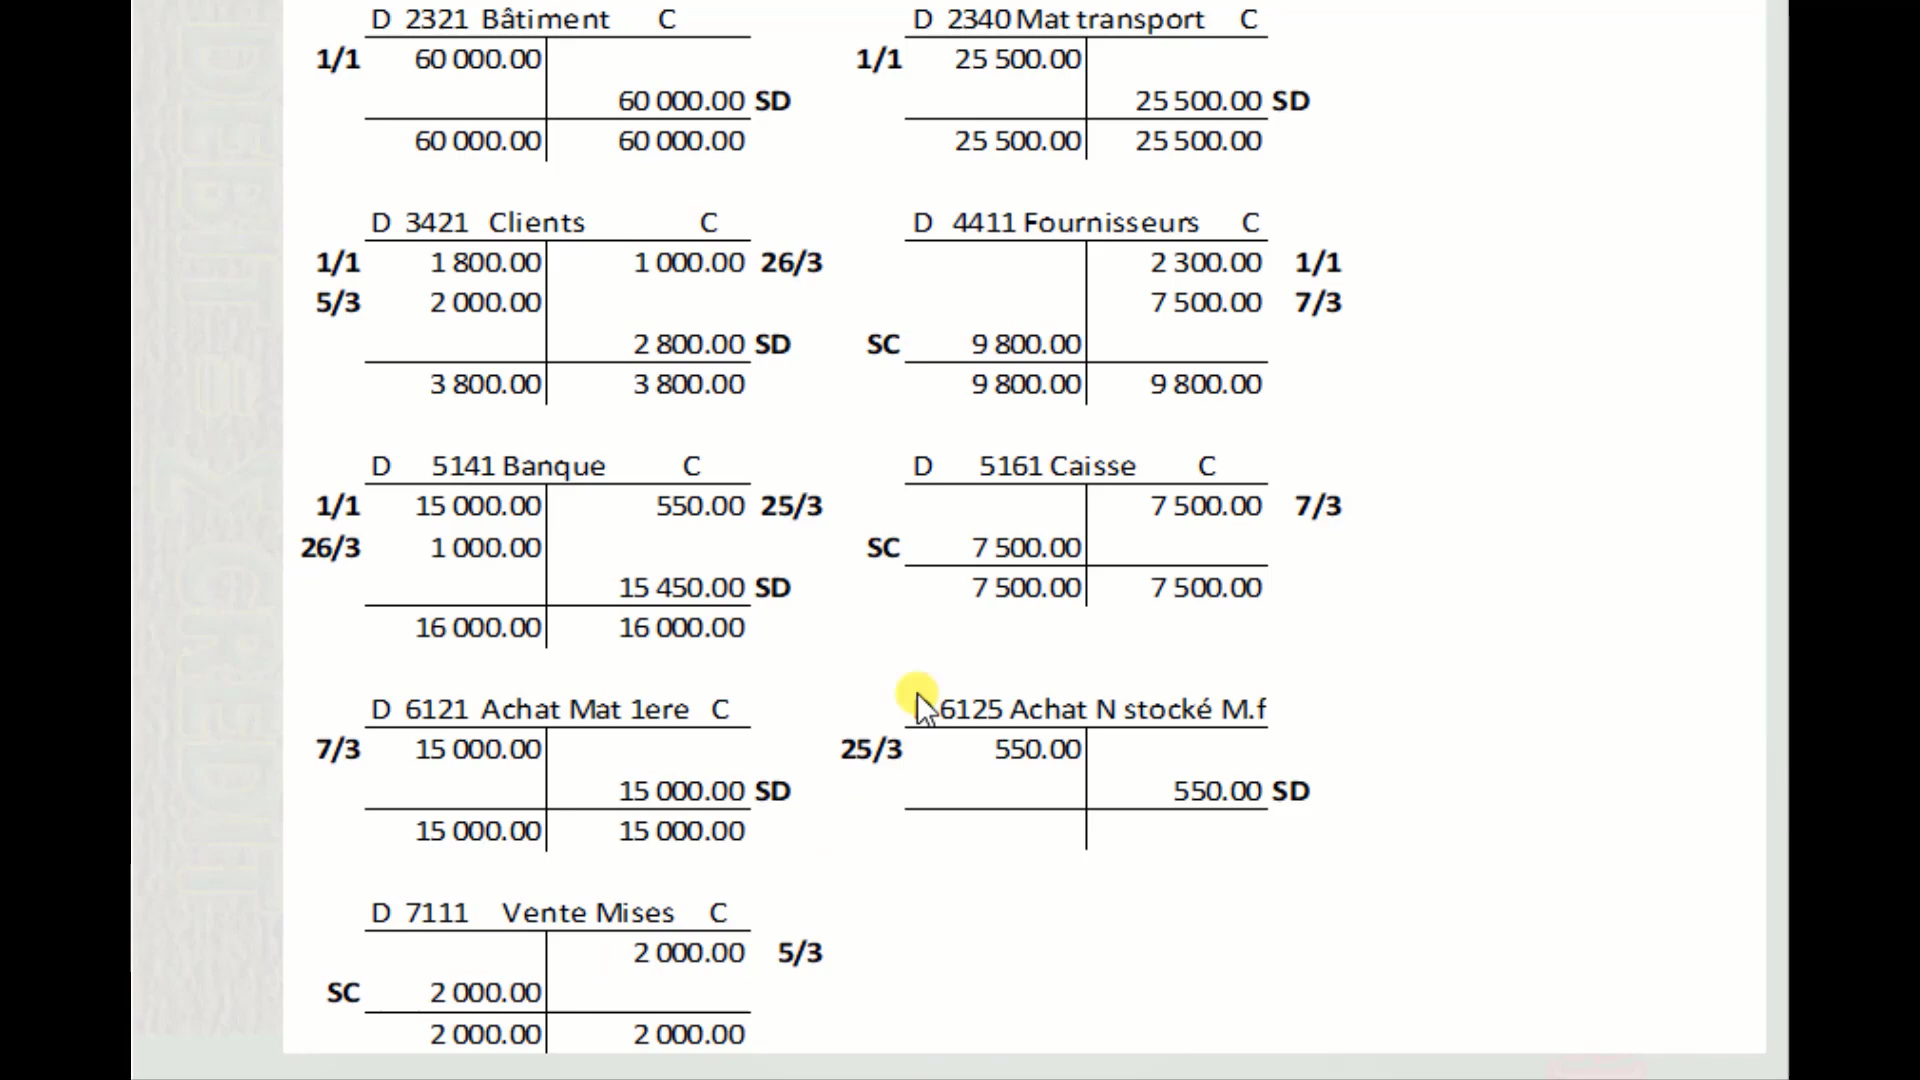 D 2321 Bâtiment C
1/1 60 000.00
60 000.00 SD
60 000.00 60 000.00
D 2340 Mat transport C
1/1 25 500.00
25 500.00 SD
25 500.00 25 500.00
D 3421 Clients C
1/1 1 800.00 1 000.00 26/3
5/3 2 000.00
2 800.00 SD
3 800.00 3 800.00
D 4411 Fournisseurs C
2 300.00 1/1
7 500.00 7/3
SC 9 800.00
9 800.00 9 800.00
D 5141 Banque C
1/1 15 000.00 550.00 25/3
26/3 1 000.00
15 450.00 SD
16 000.00 16 000.00
D 5161 Caisse C
7 500.00 7/3
SC 7 500.00
7 500.00 7 500.00
D 6121 Achat Mat 1ere C
7/3 15 000.00
15 000.00 SD
15 000.00 15 000.00
6125 Achat N stocké M.f
25/3 550.00
550.00 SD
D 7111 Vente Mises C
2 000.00 5/3
SC 2 000.00
2 000.00 2 000.00